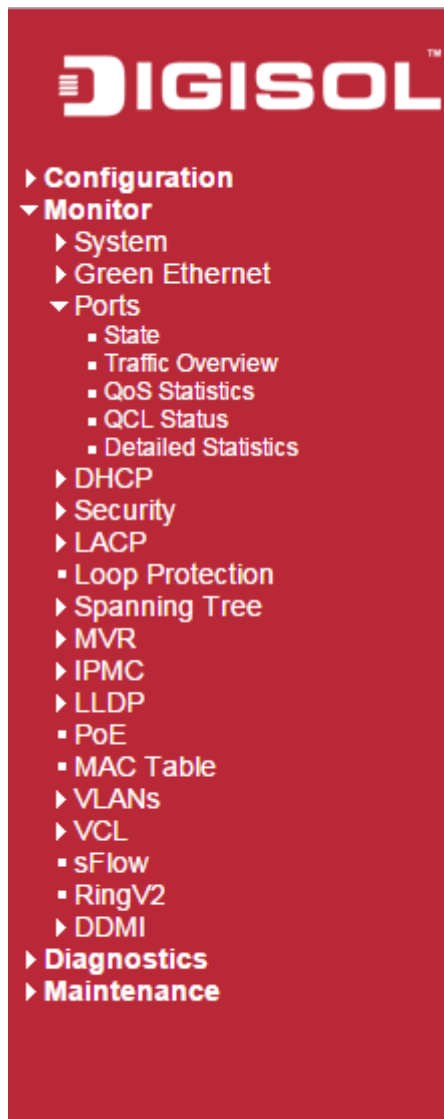 DIGISOL™
Configuration
Monitor
System
Green Ethernet
Ports
State
Traffic Overview
QoS Statistics
QCL Status
Detailed Statistics
DHCP
Security
LACP
Loop Protection
Spanning Tree
MVR
IPMC
LLDP
PoE
MAC Table
VLANs
VCL
sFlow
RingV2
DDMI
Diagnostics
Maintenance